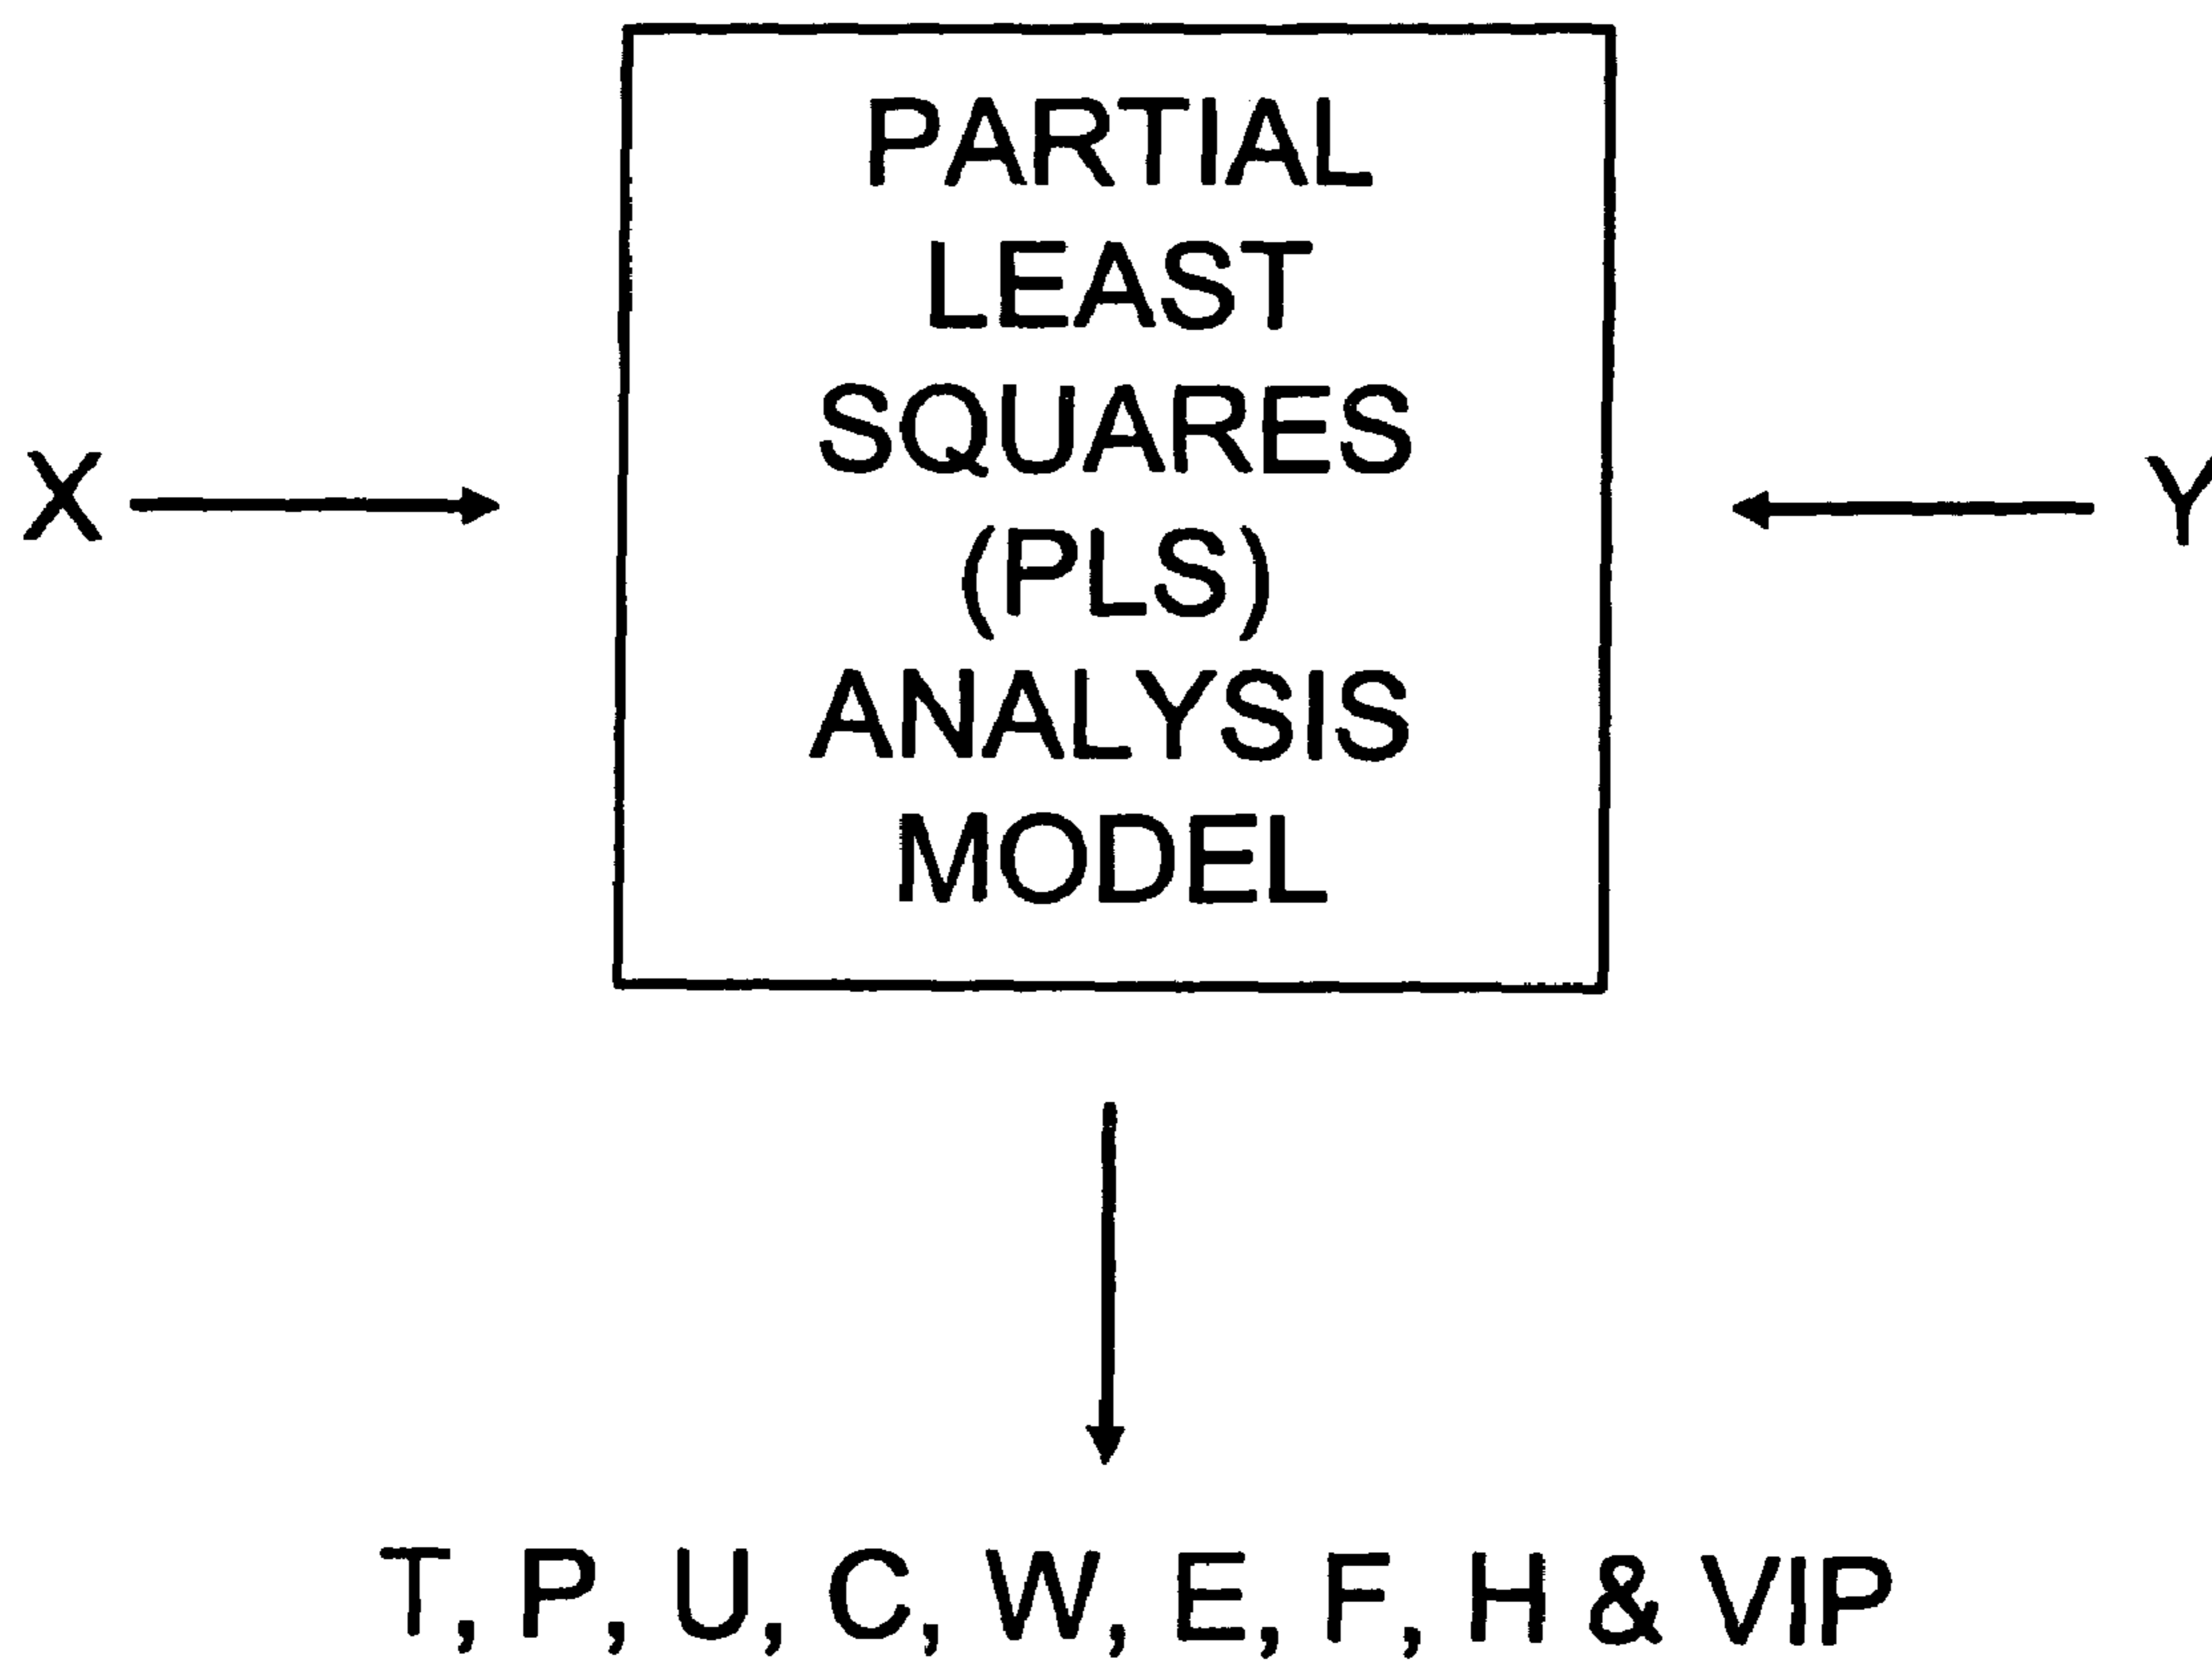 PARTIAL
LEAST
SQUARES
(PLS)
ANALYSIS
MODEL
X
Y
T, P, U, C, W, E, F, H & VIP